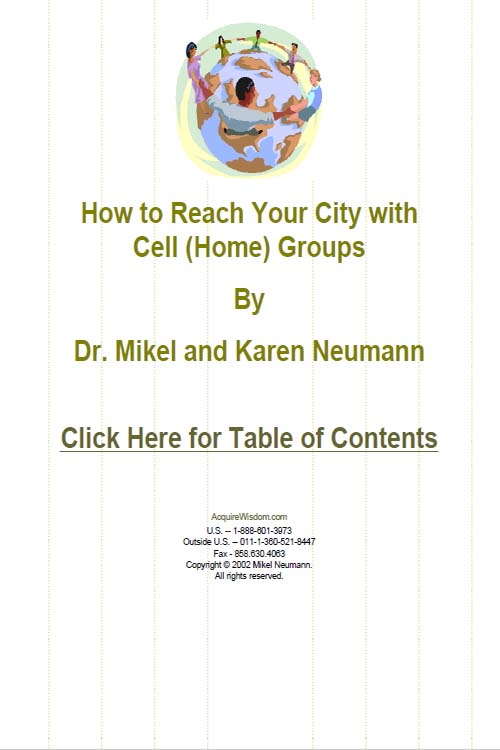 How to Reach Your City with
Cell (Home) Groups
By
Dr. Mikel and Karen Neumann
Click Here for Table of Contents
AcquireWisdom.com
U.S. -- 1-888-601-3973
Outside U.S. – 011-1-360-521-8447
Fax - 858.630.4063
Copyright © 2002 Mikel Neumann.
All rights reserved.